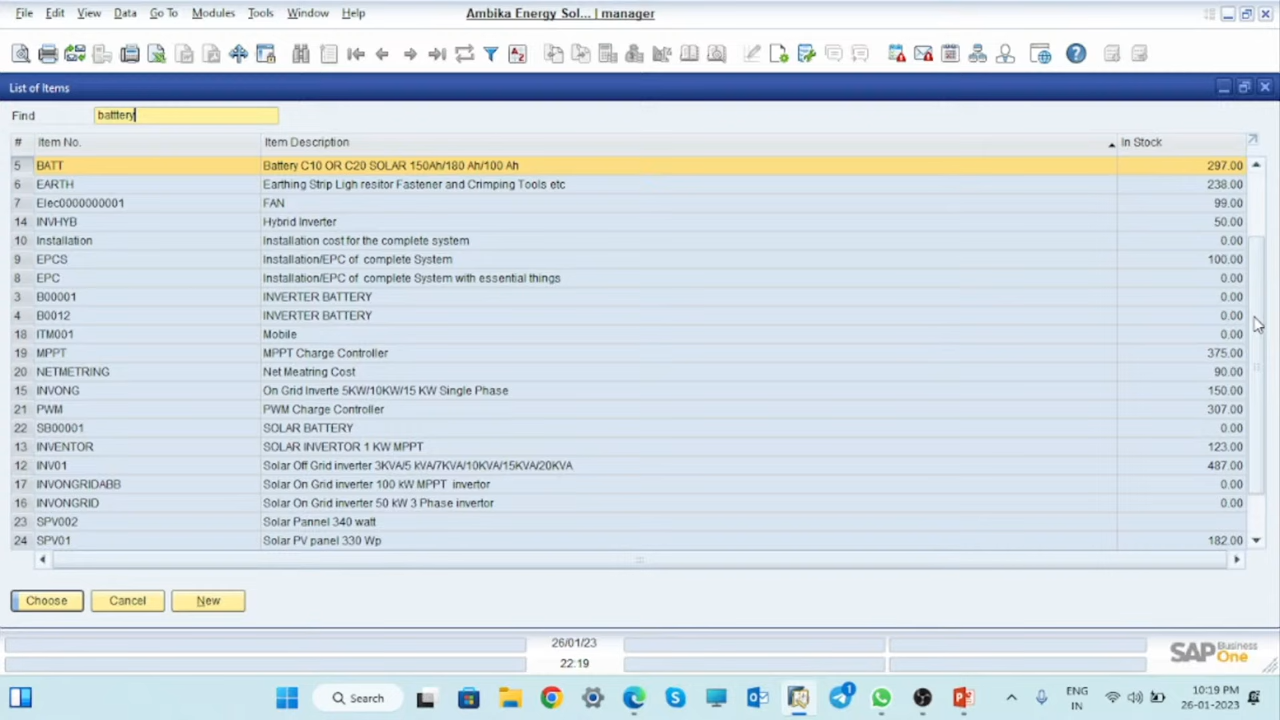 File Edit View Data Go To Modules Tools Window Help Ambika Energy Sol... | manager
List of Items
Find batttery
# Item No. Item Description In Stock
5 BATT Battery C10 OR C20 SOLAR 150Ah/180 Ah/100 Ah 297.00
6 EARTH Earthing Strip Ligh resitor Fastener and Crimping Tools etc 238.00
7 Elec0000000001 FAN 99.00
14 INVHYB Hybrid Inverter 50.00
10 Installation Installation cost for the complete system 0.00
9 EPCS Installation/EPC of complete System 100.00
8 EPC Installation/EPC of complete System with essential things 0.00
3 B00001 INVERTER BATTERY 0.00
4 B0012 INVERTER BATTERY 0.00
18 ITM001 Mobile 0.00
19 MPPT MPPT Charge Controller 375.00
20 NETMETRING Net Meatring Cost 90.00
15 INVONG On Grid Inverte 5KW/10KW/15 KW Single Phase 150.00
21 PWM PWM Charge Controller 307.00
22 SB00001 SOLAR BATTERY 0.00
13 INVENTOR SOLAR INVERTOR 1 KW MPPT 123.00
12 INV01 Solar Off Grid inverter 3KVA/5 kVA/7KVA/10KVA/15KVA/20KVA 487.00
17 INVONGRIDABB Solar On Grid inverter 100 kW MPPT invertor 0.00
16 INVONGRID Solar On Grid inverter 50 kW 3 Phase invertor 0.00
23 SPV002 Solar Pannel 340 watt
24 SPV01 Solar PV panel 330 Wp 182.00
Choose Cancel New
26/01/23
22:19
SAP Business One
Search
ENG
IN
10:19 PM
26-01-2023